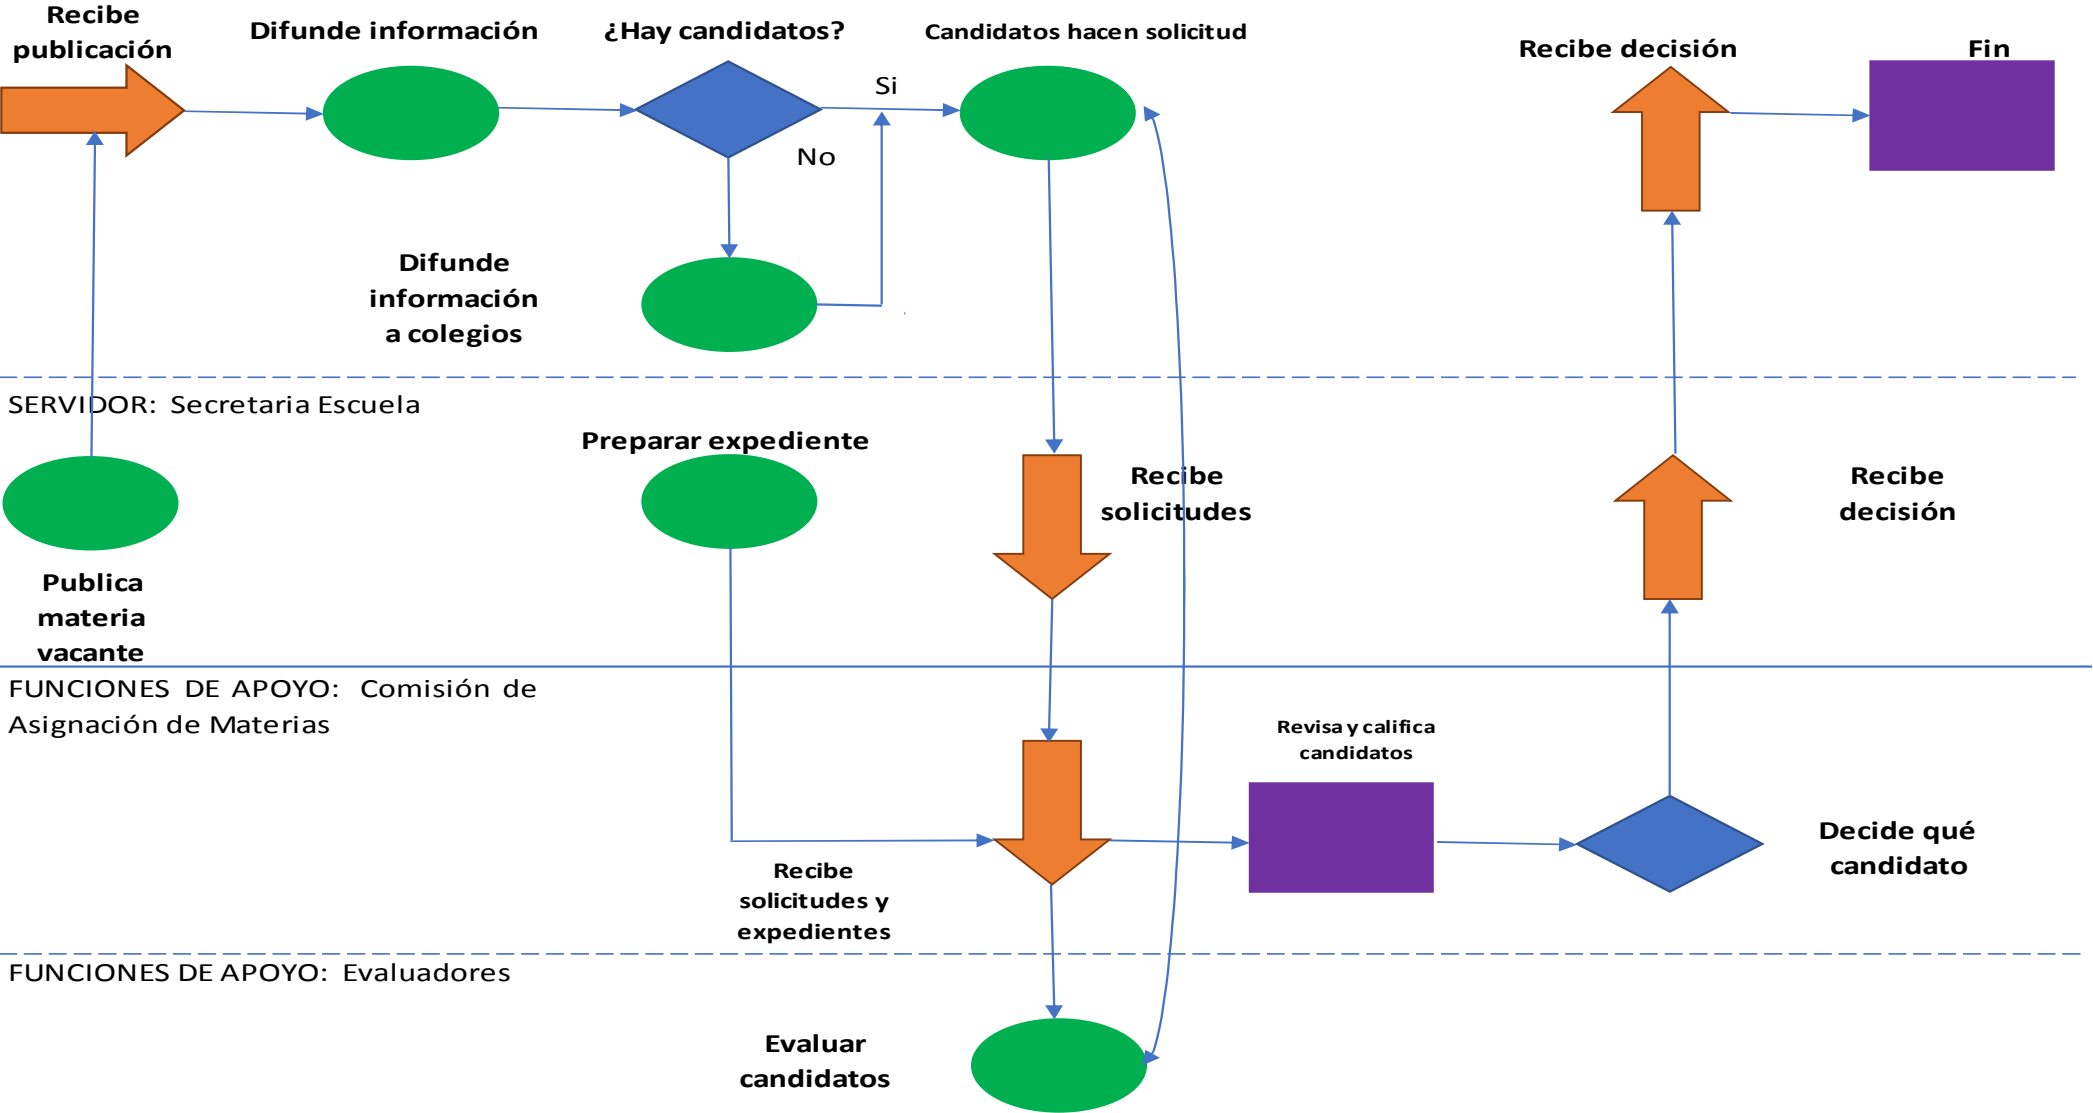 Recibe
publicación
Difunde información
¿Hay candidatos?
Candidatos hacen solicitud
Recibe decisión
Fin
Si
No
Difunde
información
a colegios
SERVIDOR: Secretaria Escuela
Preparar expediente
Recibe
solicitudes
Recibe
decisión
Publica
materia
vacante
FUNCIONES DE APOYO: Comisión de
Asignación de Materias
Revisa y califica
candidatos
Decide qué
candidato
Recibe
solicitudes y
expedientes
FUNCIONES DE APOYO: Evaluadores
Evaluar
candidatos